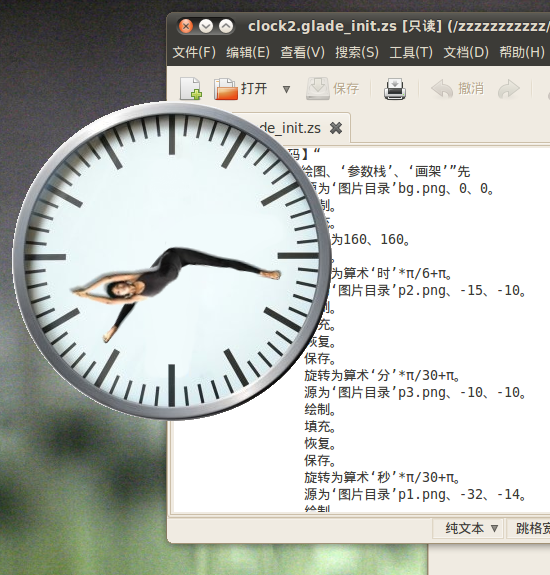 clock2.glade_init.zs [只读] (/zzzzzzzzzzz/
文件(F) 编辑(E) 查看(V) 搜索(S) 工具(T) 文档(D) 帮助(H)
打开 保存 撤消
de_init.zs
码】“
绘图、‘参数栈’、‘画架’”先
源为‘图片目录’bg.png、0、0。
制。
充。
为160、160。
。
为算术‘时’*π/6+π。
为‘图片目录’p2.png、-15、-10。
制。
充。
恢复。
保存。
旋转为算术‘分’*π/30+π。
源为‘图片目录’p3.png、-10、-10。
绘制。
填充。
恢复。
保存。
旋转为算术‘秒’*π/30+π。
源为‘图片目录’p1.png、-32、-14。
绘制
纯文本 跳格宽